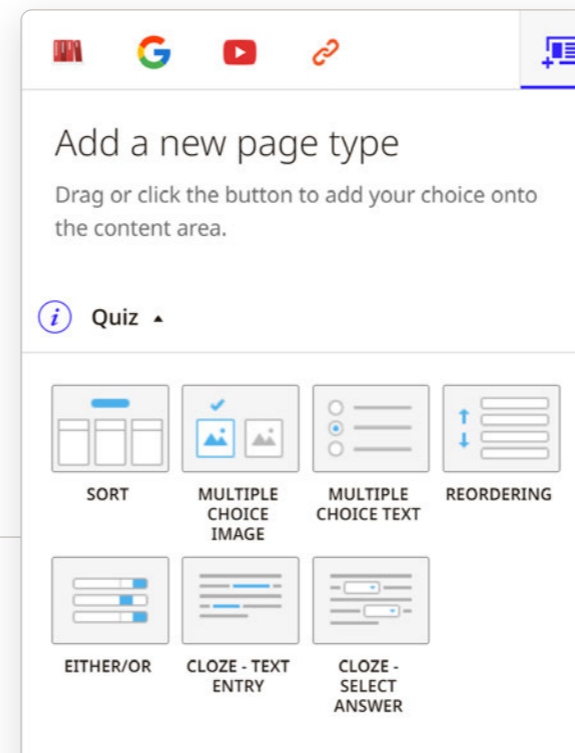 Add a new page type
Drag or click the button to add your choice onto
the content area.
i Quiz
SORT
MULTIPLE
CHOICE
IMAGE
MULTIPLE
CHOICE TEXT
REORDERING
EITHER/OR
CLOZE - TEXT
ENTRY
CLOZE -
SELECT
ANSWER